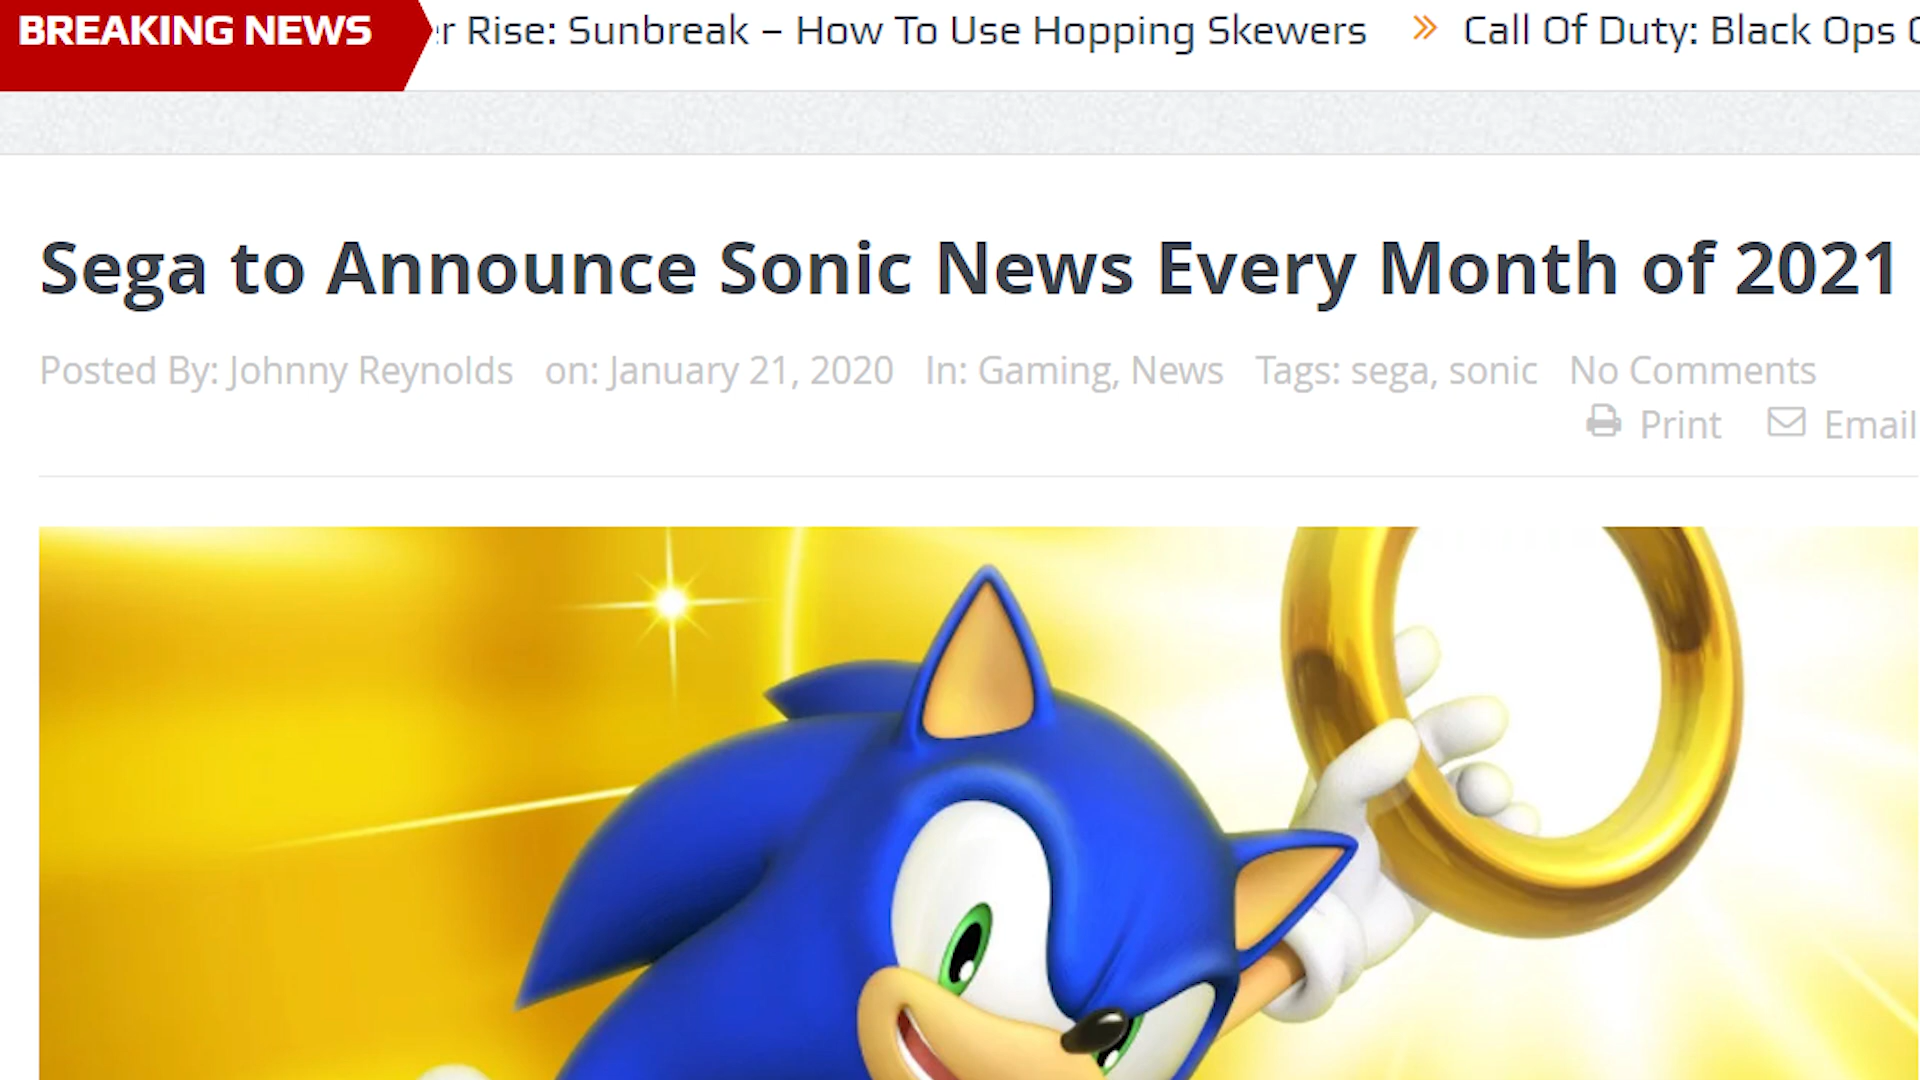 BREAKING NEWS
r Rise: Sunbreak – How To Use Hopping Skewers » Call Of Duty: Black Ops
Sega to Announce Sonic News Every Month of 2021
Posted By: Johnny Reynolds on: January 21, 2020 In: Gaming, News Tags: sega, sonic No Comments
Print Email